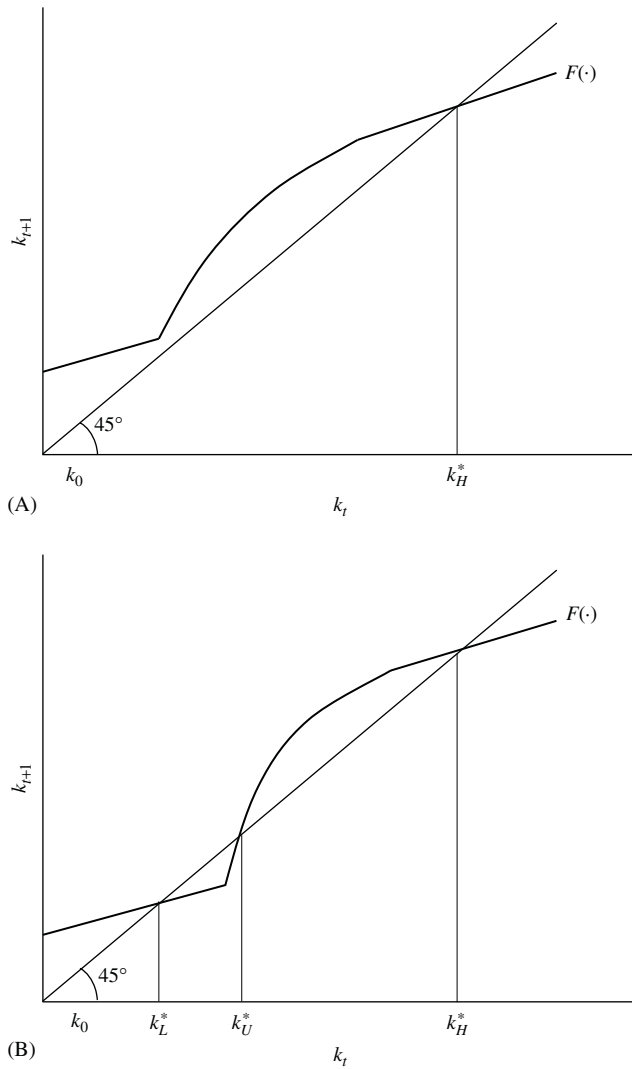 F(·)
k_{t+1}
45°
k_0 k_H^*
(A) k_t
F(·)
k_{t+1}
45°
k_0 k_L^* k_U^* k_H^*
(B) k_t